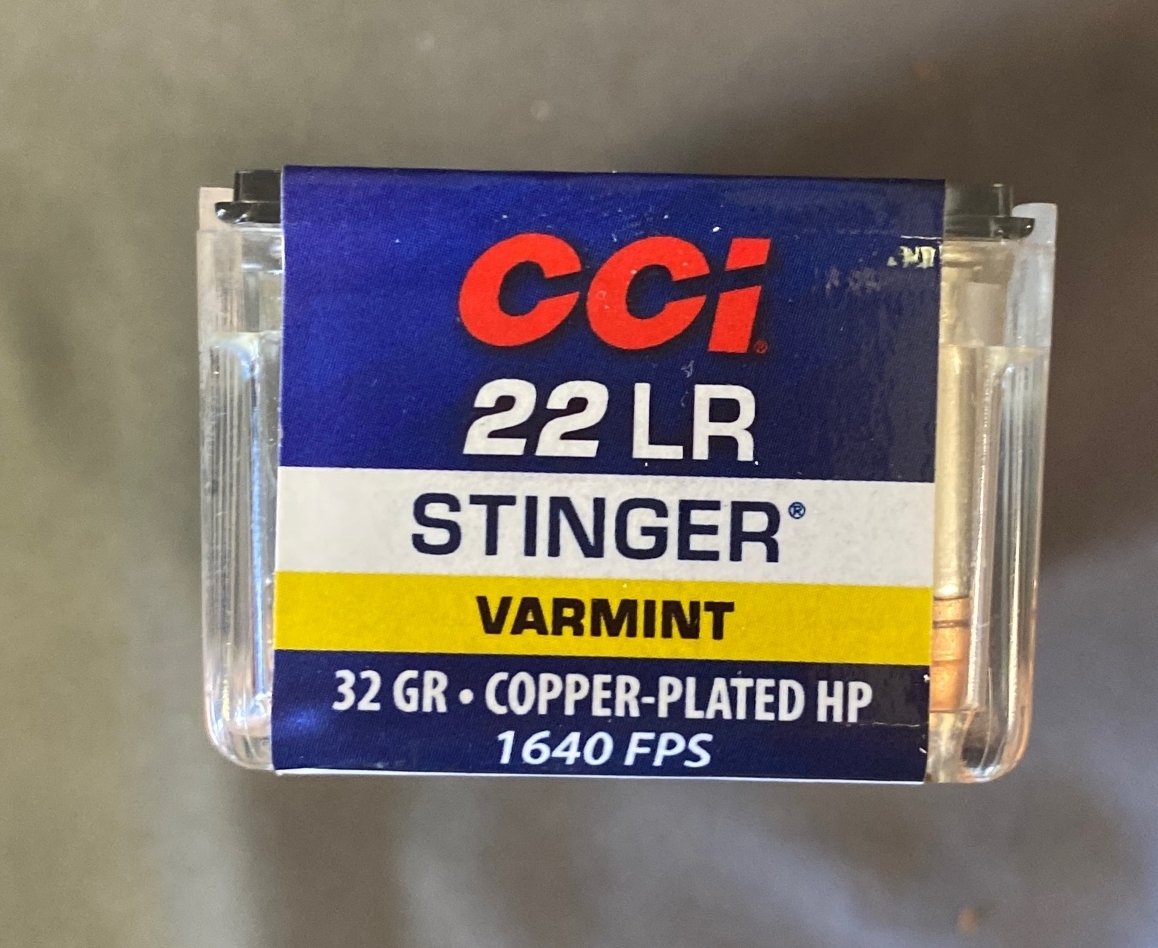 CCI®
22 LR
STINGER®
VARMINT
32 GR • COPPER-PLATED HP
1640 FPS